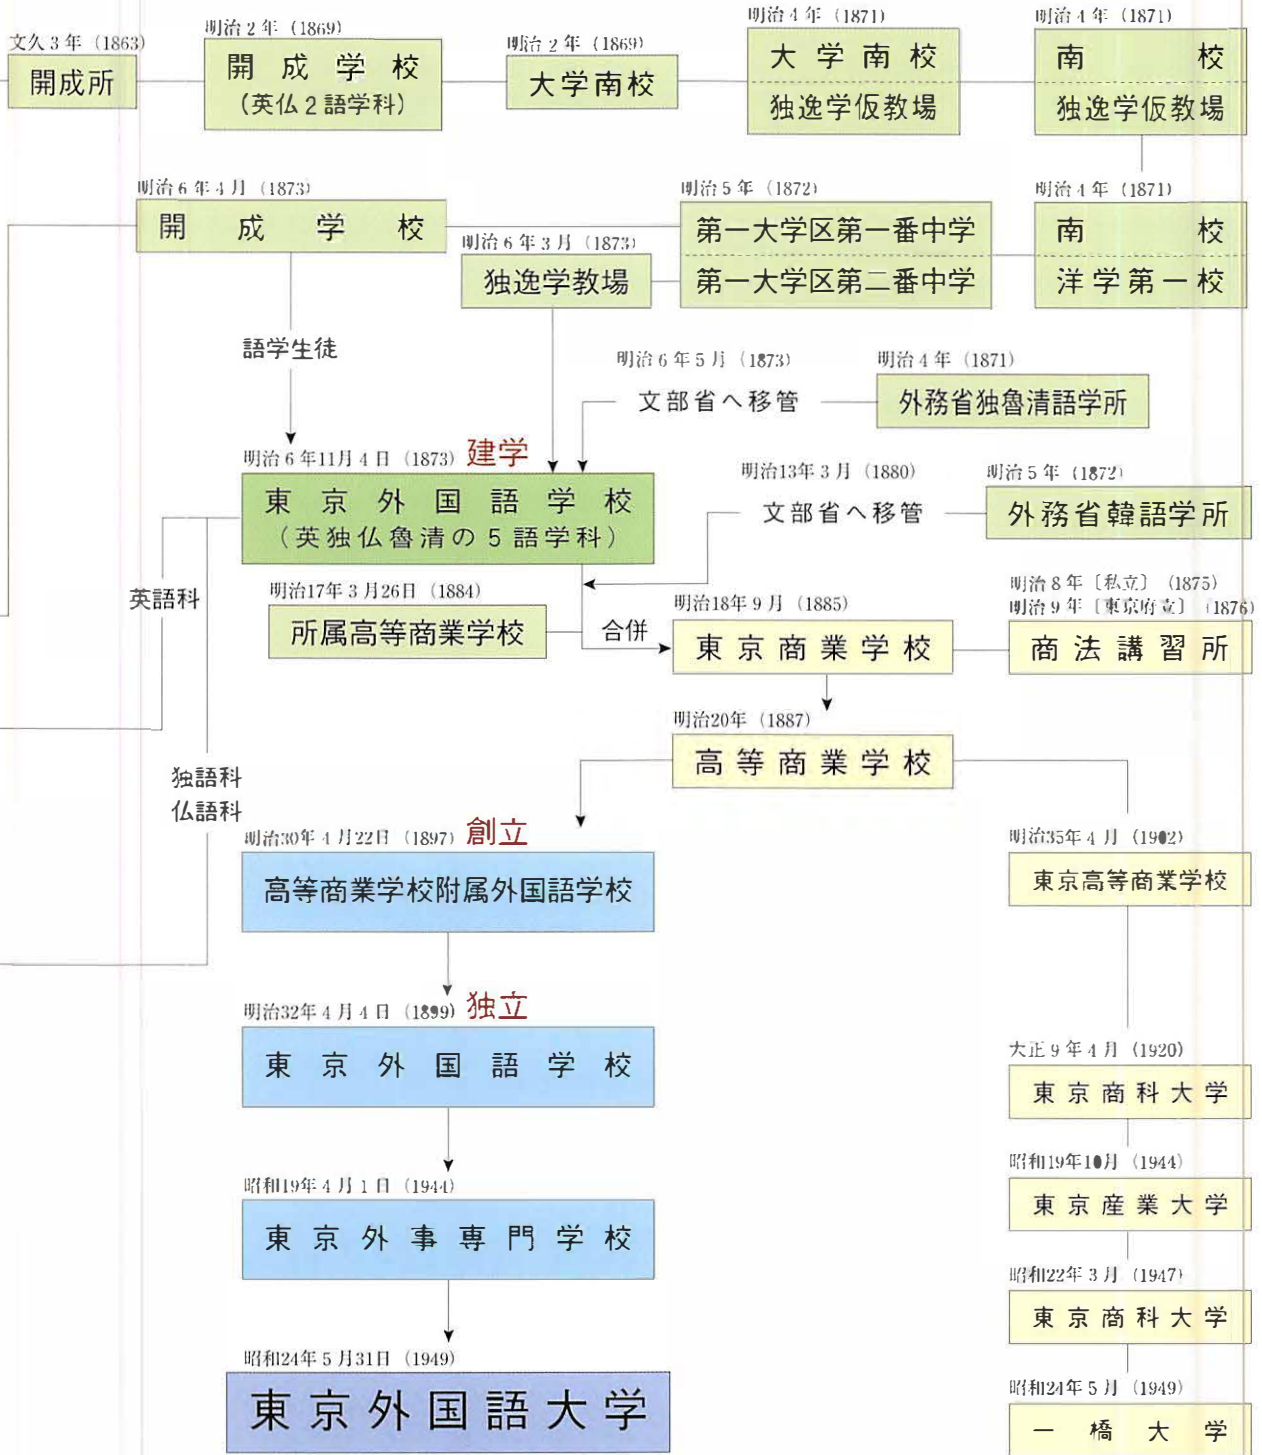 文久3年 (1863)
開成所
明治2年 (1869)
開成学校
(英仏2語学科)
明治2年 (1869)
大学南校
明治4年 (1871)
大学南校
独逸学仮教場
明治4年 (1871)
南校
独逸学仮教場
明治6年4月 (1873)
開成学校
明治6年3月 (1873)
独逸学教場
明治5年 (1872)
第一大学区第一番中学
第一大学区第二番中学
明治4年 (1871)
南校
洋学第一校
語学生徒
明治6年5月 (1873)
文部省へ移管
明治4年 (1871)
外務省独魯清語学所
明治6年11月4日 (1873) 建学
東京外国語学校
(英独仏魯清の5語学科)
明治13年3月 (1880)
文部省へ移管
明治5年 (1872)
外務省韓語学所
英語科
明治17年3月26日 (1884)
所属高等商業学校
合併
明治18年9月 (1885)
東京商業学校
明治8年〔私立〕(1875)
明治9年〔東京府立〕(1876)
商法講習所
明治20年 (1887)
高等商業学校
独語科
仏語科
明治30年4月22日 (1897) 創立
高等商業学校附属外国語学校
明治35年4月 (1902)
東京高等商業学校
明治32年4月4日 (1899) 独立
東京外国語学校
大正9年4月 (1920)
東京商科大学
昭和19年4月1日 (1944)
東京外事専門学校
昭和19年10月 (1944)
東京産業大学
昭和22年3月 (1947)
東京商科大学
昭和24年5月31日 (1949)
東京外国語大学
昭和24年5月 (1949)
一橋大学